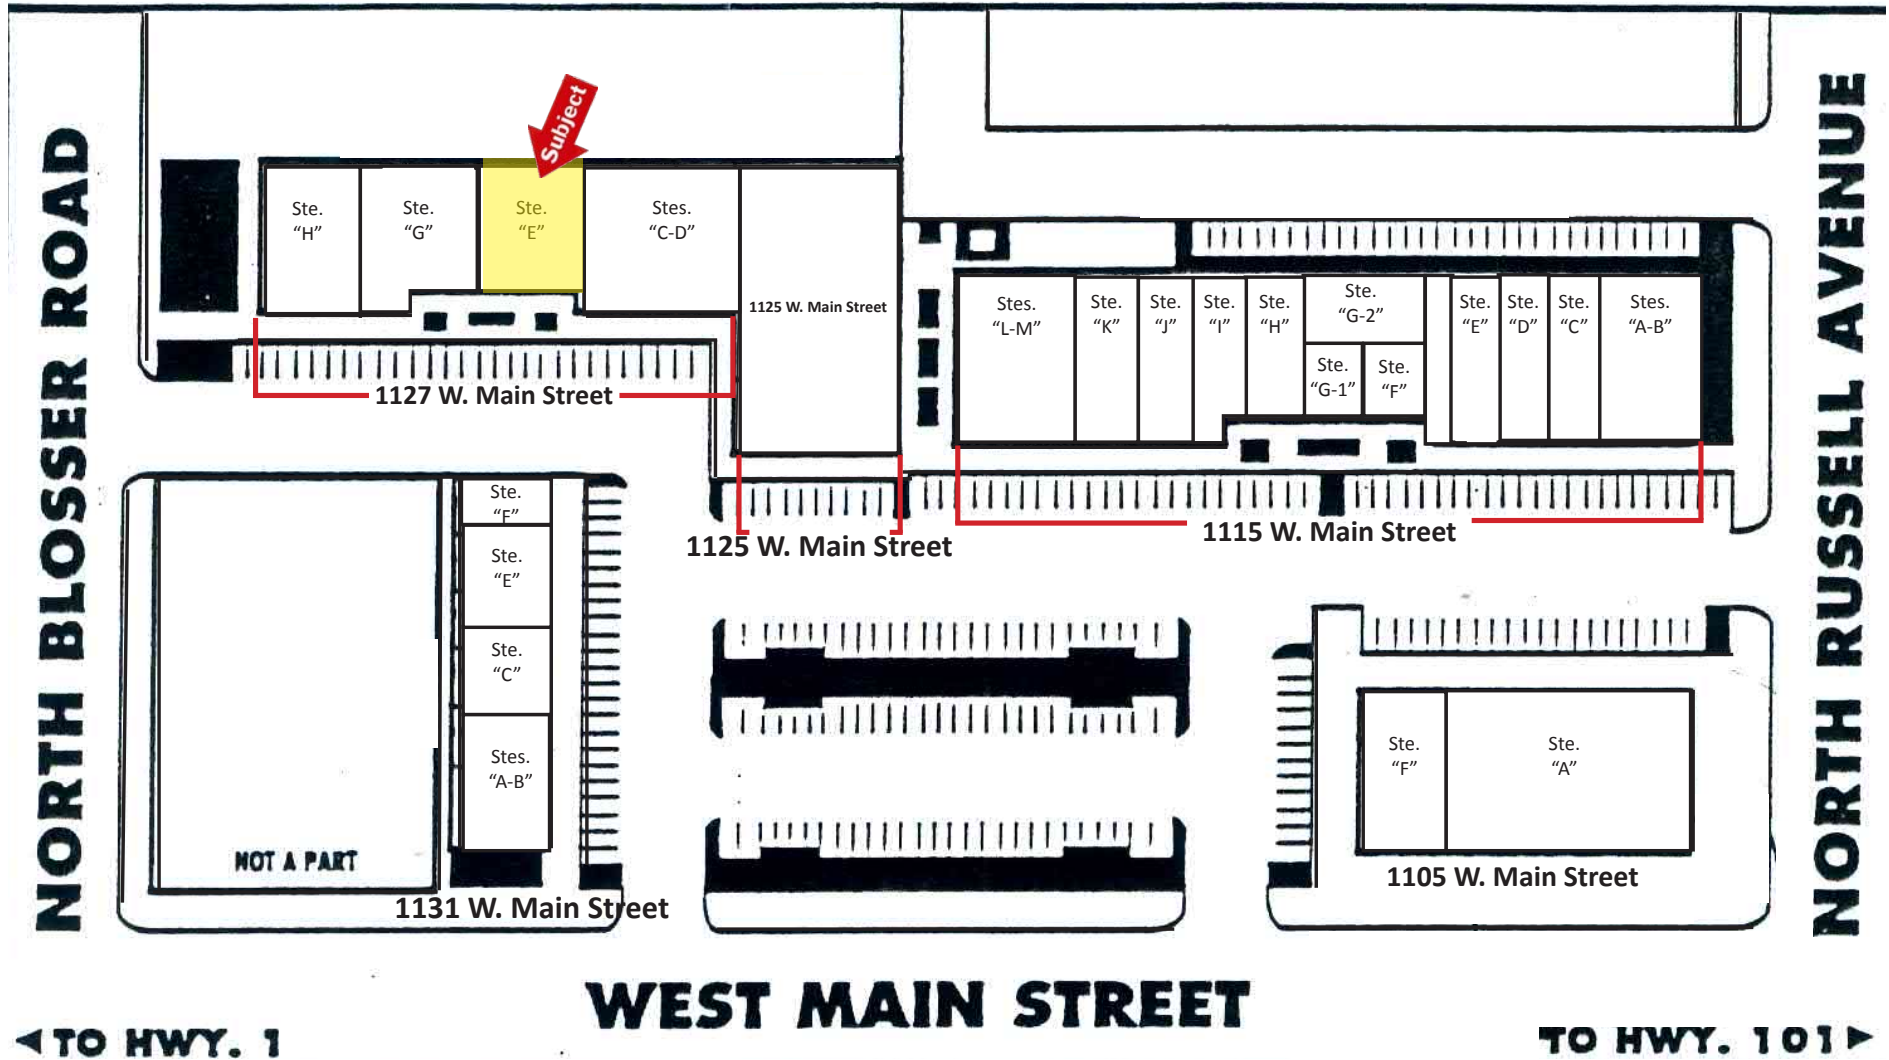 NORTH BLOSSER ROAD
Subject
Ste.
“H”
Ste.
“G”
Ste.
“E”
Stes.
“C-D”
1125 W. Main Street
1127 W. Main Street
Stes.
“L-M”
Ste.
“K”
Ste.
“J”
Ste.
“I”
Ste.
“H”
Ste.
“G-2”
Ste.
“G-1”
Ste.
“F”
Ste.
“E”
Ste.
“D”
Ste.
“C”
Stes.
“A-B”
1125 W. Main Street
1115 W. Main Street
NORTH RUSSELL AVENUE
Ste.
“F”
Ste.
“E”
Ste.
“C”
Stes.
“A-B”
NOT A PART
1131 W. Main Street
Ste.
“F”
Ste.
“A”
1105 W. Main Street
WEST MAIN STREET
TO HWY. 1
TO HWY. 101